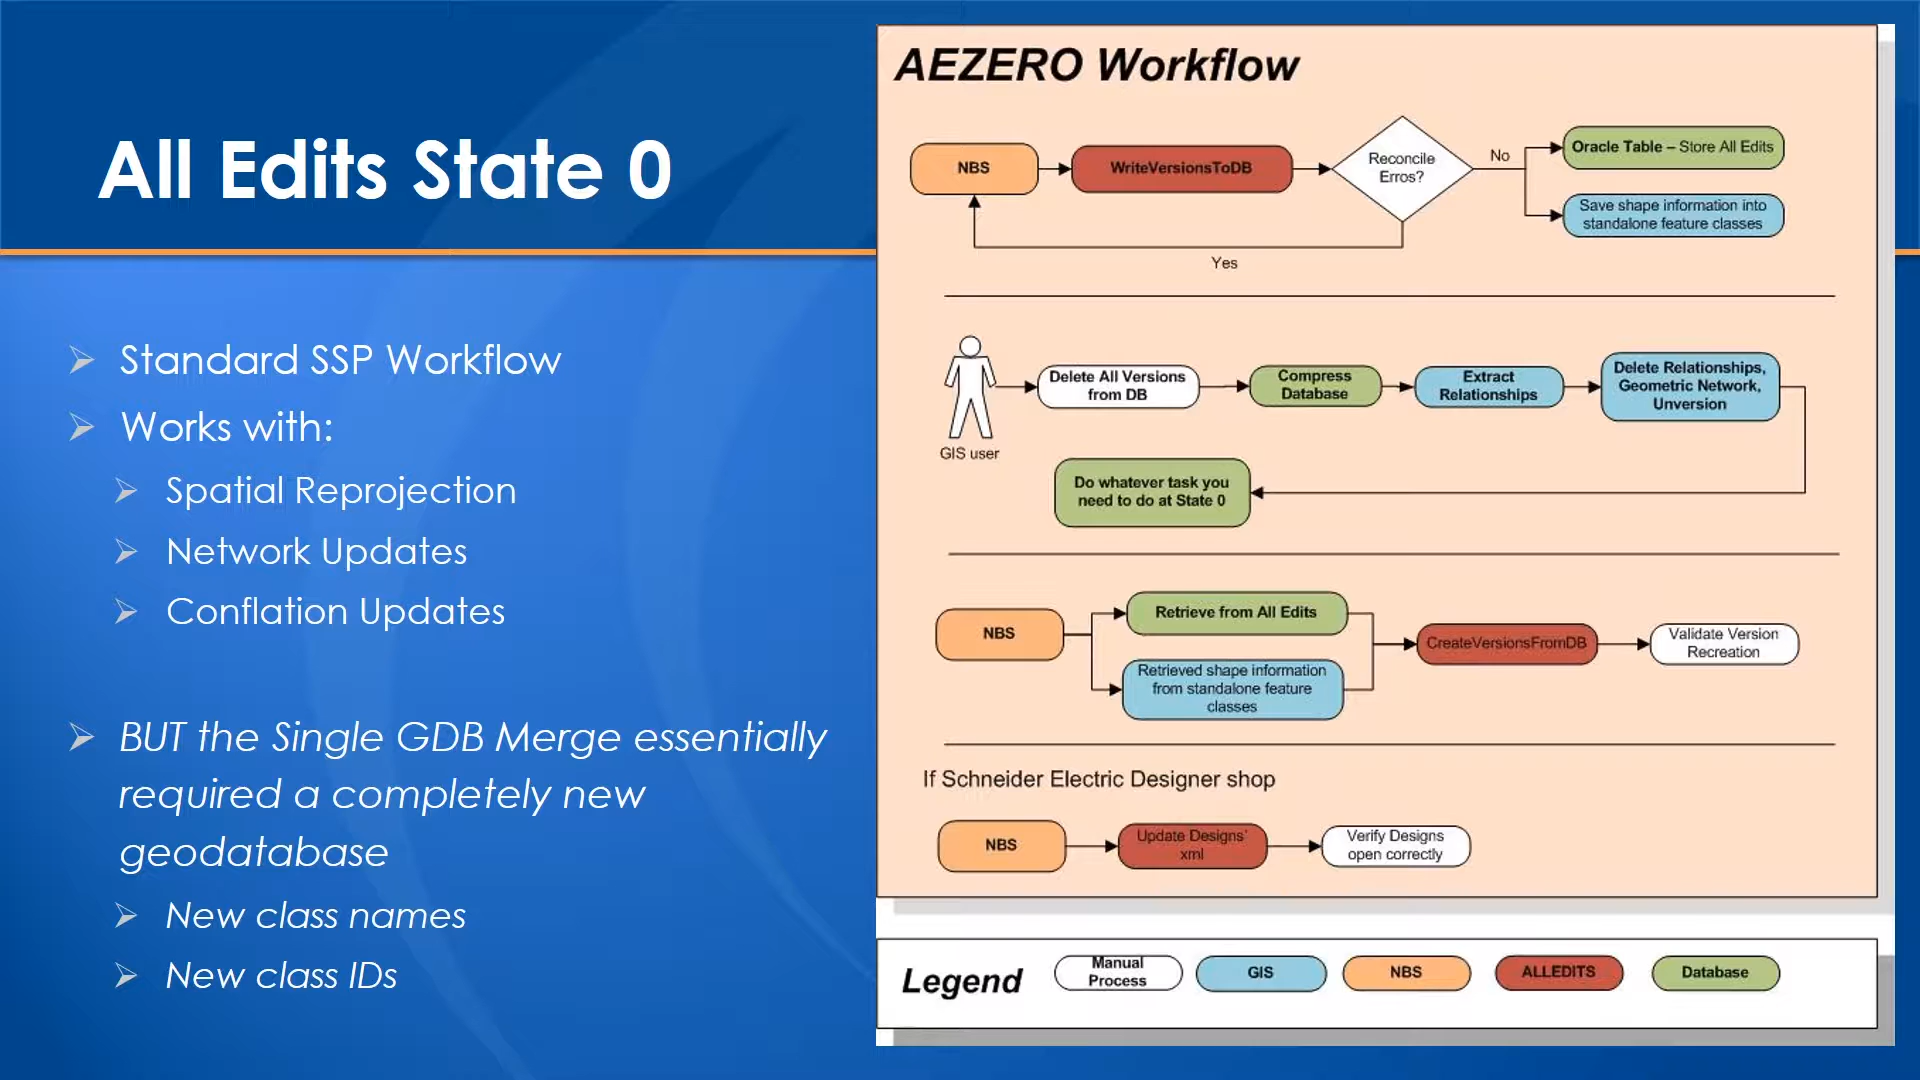 All Edits State 0
Standard SSP Workflow
Works with:
Spatial Reprojection
Network Updates
Conflation Updates
BUT the Single GDB Merge essentially
required a completely new
geodatabase
New class names
New class IDs
AEZERO Workflow
NBS
WriteVersionsToDB
Reconcile
Erros?
No
Oracle Table – Store All Edits
Save shape information into
standalone feature classes
Yes
GIS user
Delete All Versions
from DB
Compress
Database
Extract
Relationships
Delete Relationships,
Geometric Network,
Unversion
Do whatever task you
need to do at State 0
NBS
Retrieve from All Edits
Retrieved shape information
from standalone feature
classes
CreateVersionsFromDB
Validate Version
Recreation
If Schneider Electric Designer shop
NBS
Update Designs'
xml
Verify Designs
open correctly
Legend
Manual
Process
GIS
NBS
ALLEDITS
Database